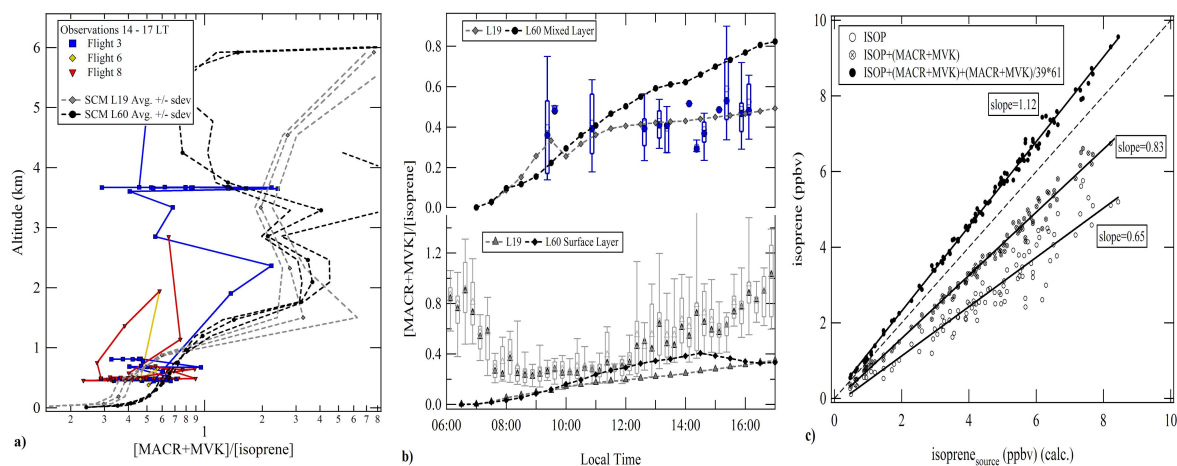 Observations 14 - 17 LT
Flight 3
Flight 6
Flight 8
SCM L19 Avg. +/- sdev
SCM L60 Avg. +/- sdev
6
5
4
3
2
1
0
Altitude (km)
2 3 4 5 6 7 8 1 2 3 4 5 6 7 8
[MACR+MVK]/[isoprene]
a)
L19 L60 Mixed Layer
0.8
0.6
0.4
0.2
0.0
L19 L60 Surface Layer
1.2
0.8
0.4
0.0
[MACR+MVK]/[isoprene]
06:00 08:00 10:00 12:00 14:00 16:00
Local Time
b)
ISOP
ISOP+(MACR+MVK)
ISOP+(MACR+MVK)+(MACR+MVK)/39*61
slope=1.12
slope=0.83
slope=0.65
10
8
6
4
2
0
isoprene (ppbv)
0 2 4 6 8 10
isoprenesource (ppbv) (calc.)
c)